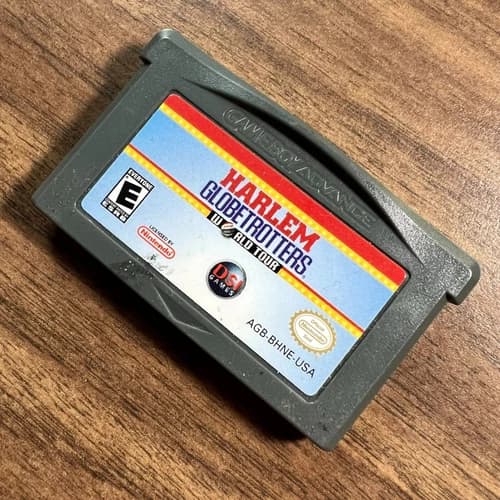 GAME BOY ADVANCE
HARLEM
GLOBETROTTERS
WORLD TOUR
EVERYONE
E
ESRB
LICENSED BY
Nintendo
DSI
GAMES
AGB-BHNE-USA